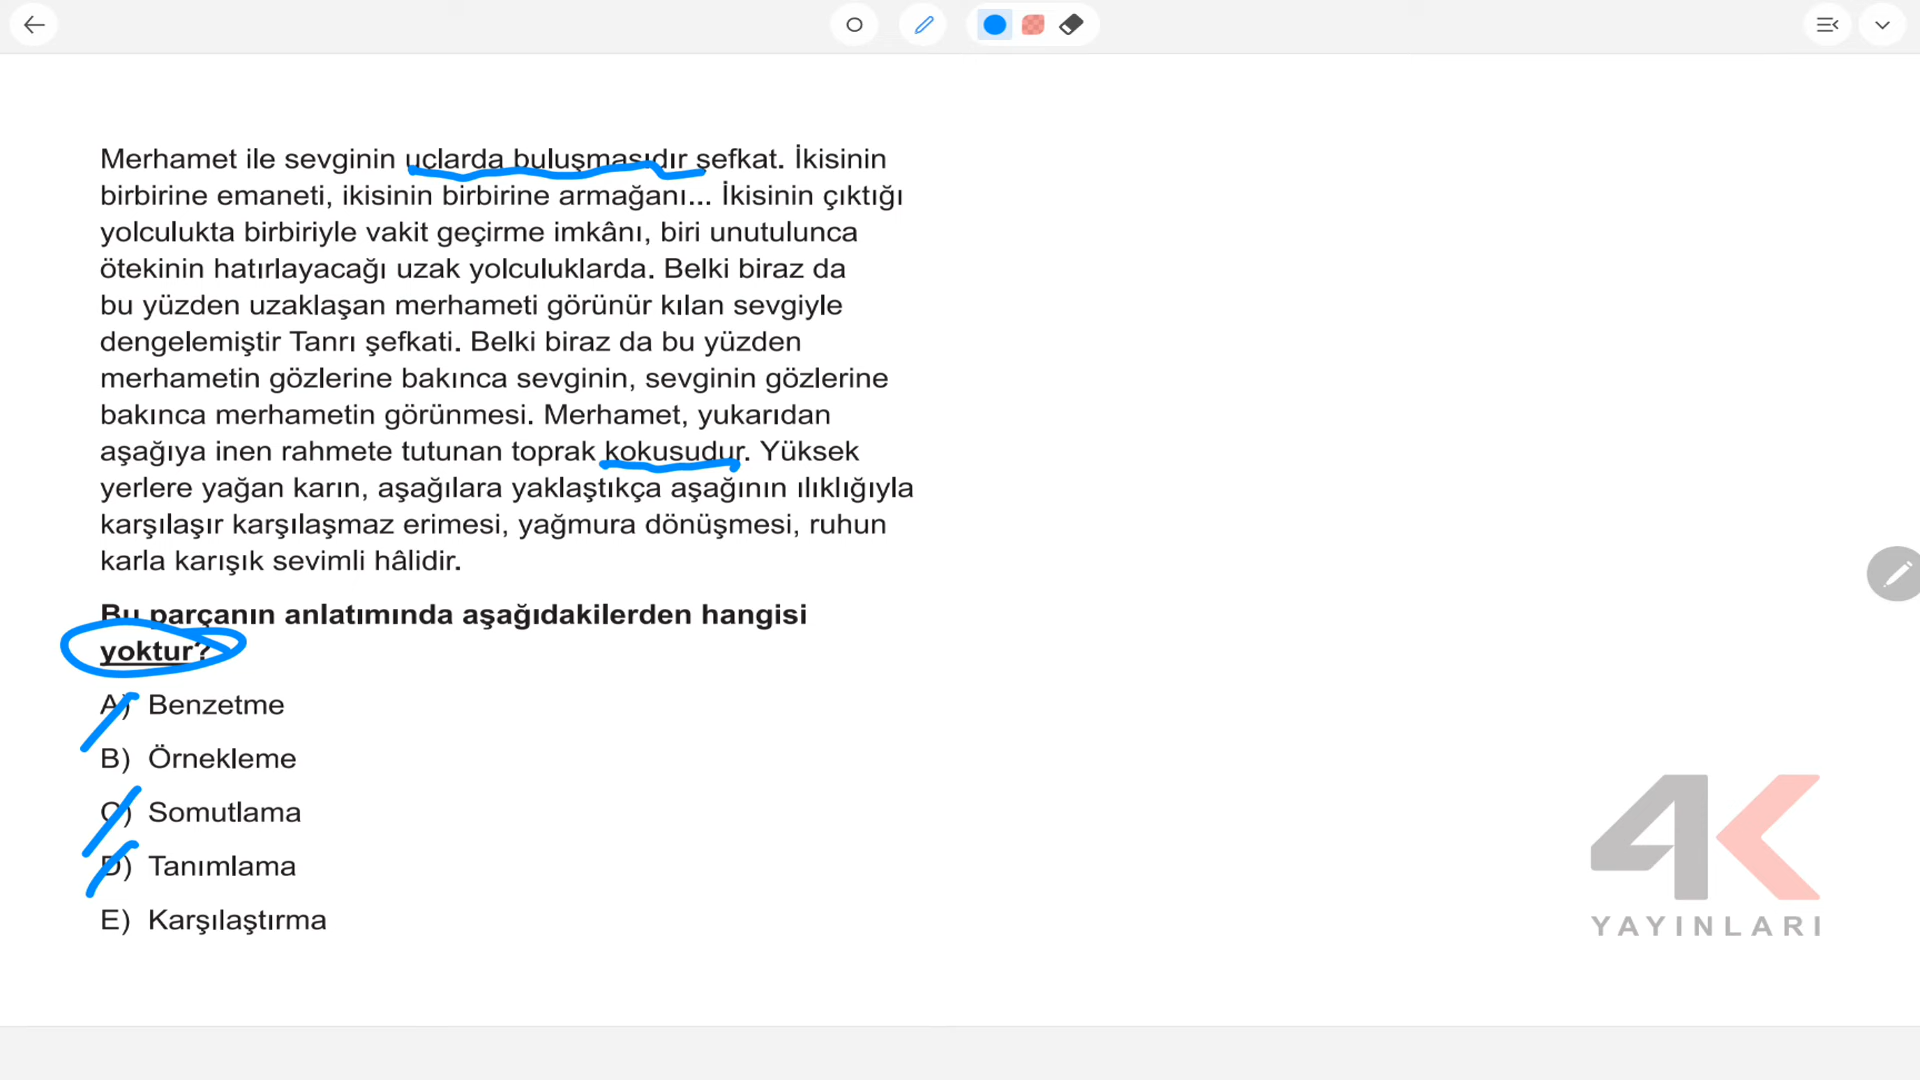 Merhamet ile sevginin uçlarda buluşmasıdır şefkat. İkisinin
birbirine emaneti, ikisinin birbirine armağanı... İkisinin çıktığı
yolculukta birbiriyle vakit geçirme imkânı, biri unutulunca
ötekinin hatırlayacağı uzak yolculuklarda. Belki biraz da
bu yüzden uzaklaşan merhameti görünür kılan sevgiyle
dengelemiştir Tanrı şefkati. Belki biraz da bu yüzden
merhametin gözlerine bakınca sevginin, sevginin gözlerine
bakınca merhametin görünmesi. Merhamet, yukarıdan
aşağıya inen rahmete tutunan toprak kokusudur. Yüksek
yerlere yağan karın, aşağılara yaklaştıkça aşağının ılıklığıyla
karşılaşır karşılaşmaz erimesi, yağmura dönüşmesi, ruhun
karla karışık sevimli hâlidir.
Bu parçanın anlatımında aşağıdakilerden hangisi
yoktur?
A) Benzetme
B) Örnekleme
C) Somutlama
D) Tanımlama
E) Karşılaştırma
4K
YAYINLARI